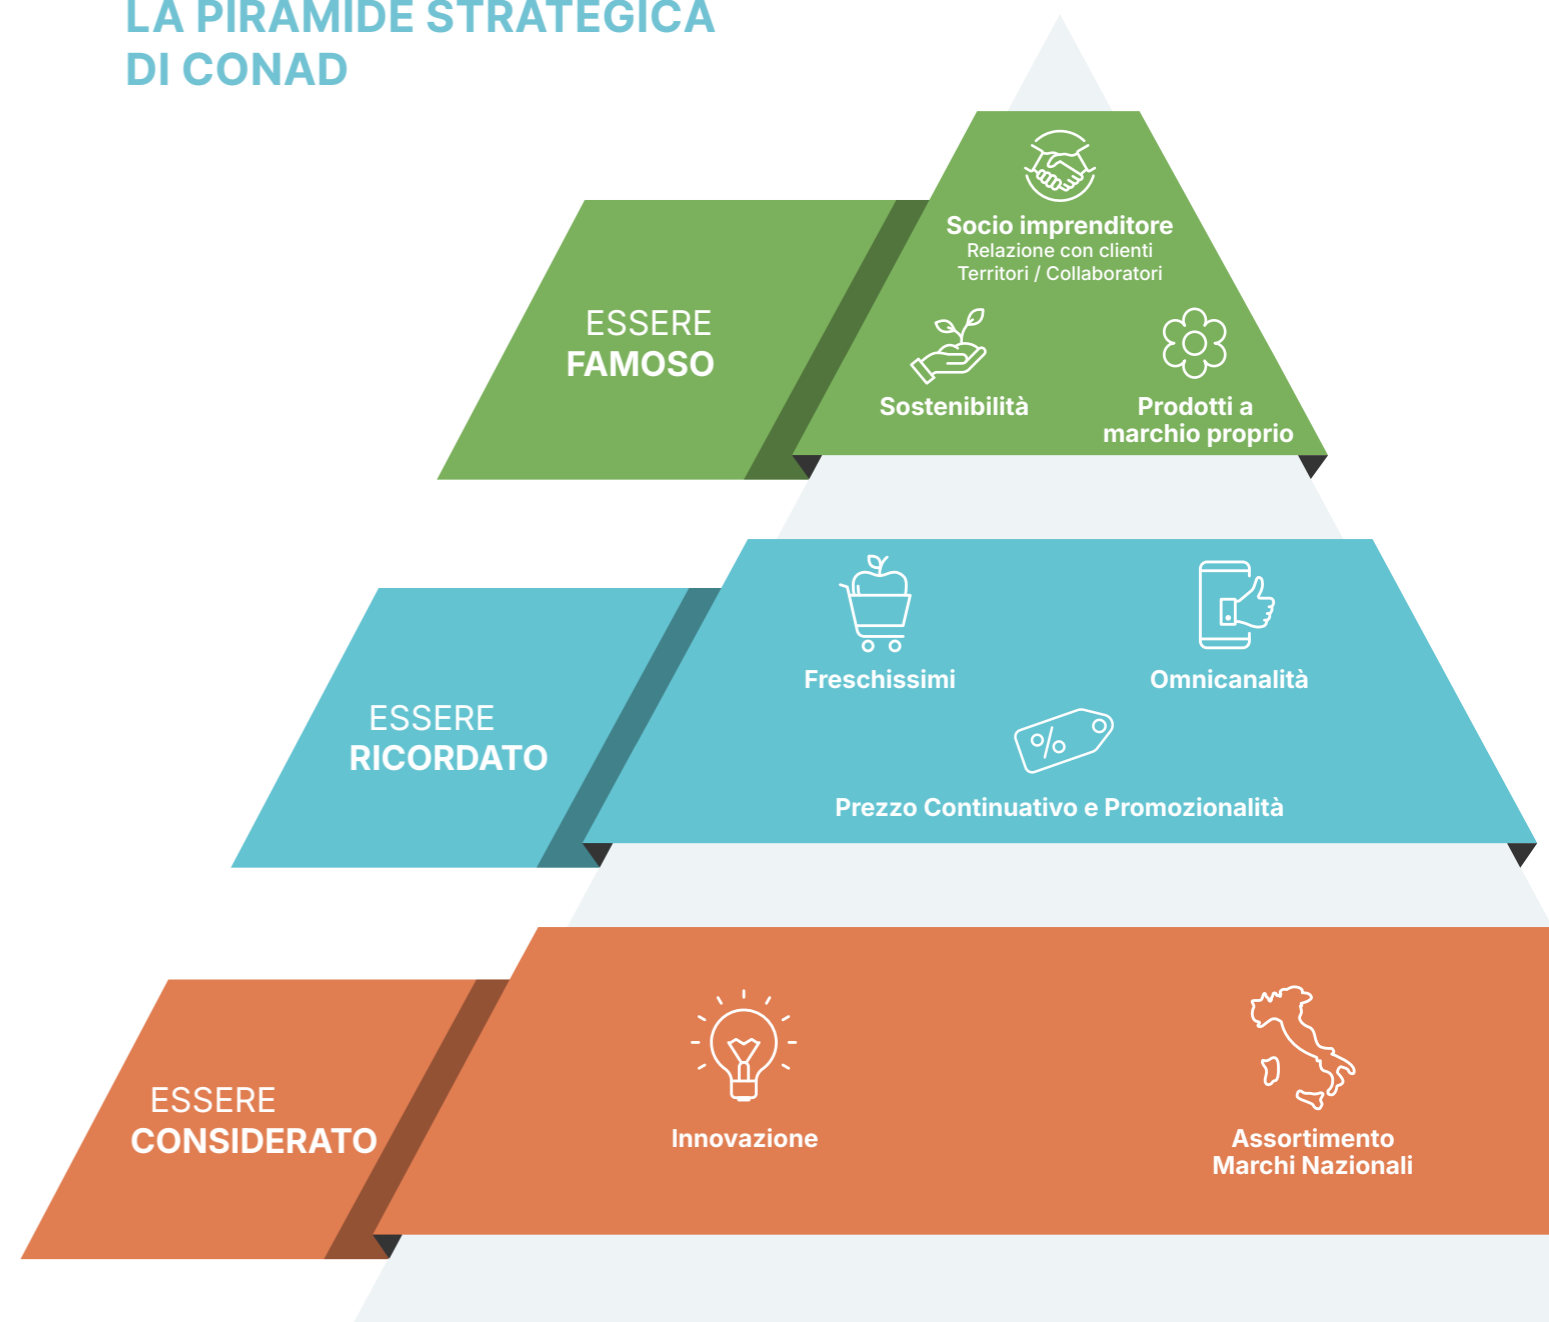 LA PIRAMIDE STRATEGICA
DI CONAD
ESSERE
FAMOSO
Socio imprenditore
Relazione con clienti
Territori / Collaboratori
Sostenibilità
Prodotti a
marchio proprio
ESSERE
RICORDATO
Freschissimi
Omnicanalità
%
Prezzo Continuativo e Promozionalità
ESSERE
CONSIDERATO
Innovazione
Assortimento
Marchi Nazionali